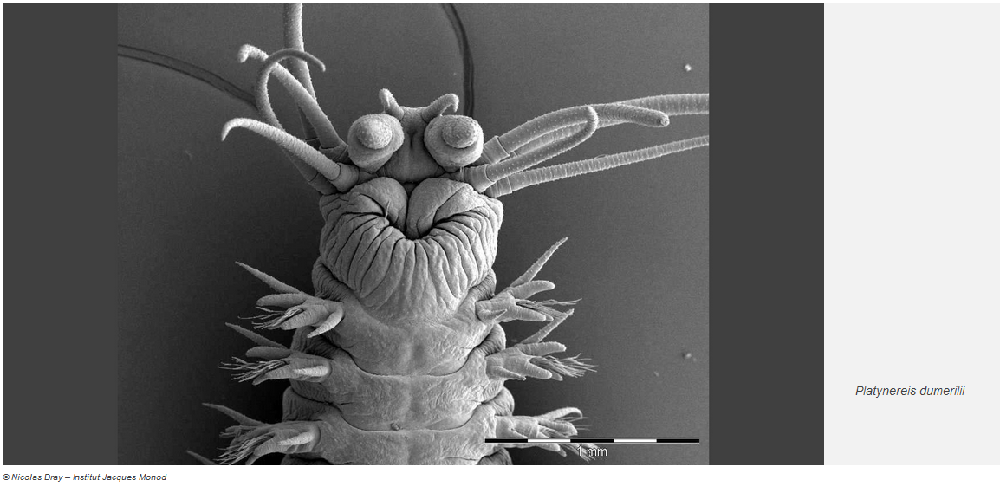 1 mm
Platynereis dumerilii
© Nicolas Dray – Institut Jacques Monod